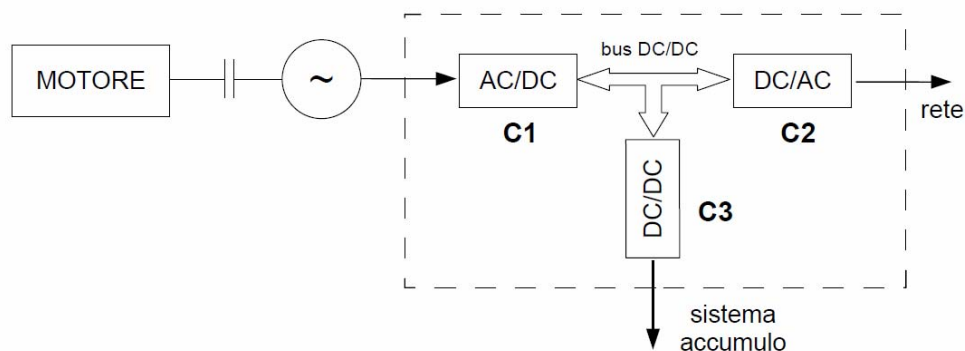 bus DC/DC
MOTORE
~
AC/DC
DC/AC
rete
C1
C2
DC/DC
C3
sistema
accumulo